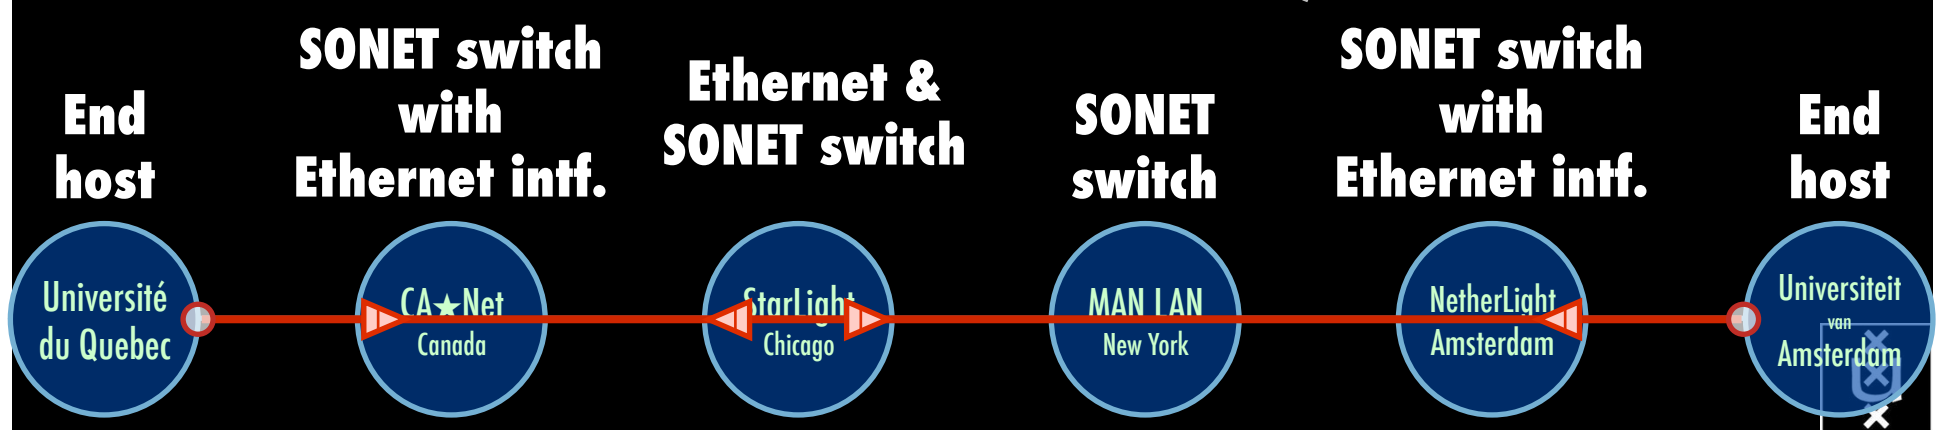 End
host
SONET switch
with
Ethernet intf.
Ethernet &
SONET switch
SONET
switch
SONET switch
with
Ethernet intf.
End
host
Université
du Quebec
CA★Net
Canada
StarLight
Chicago
MAN LAN
New York
NetherLight
Amsterdam
Universiteit
van
Amsterdam